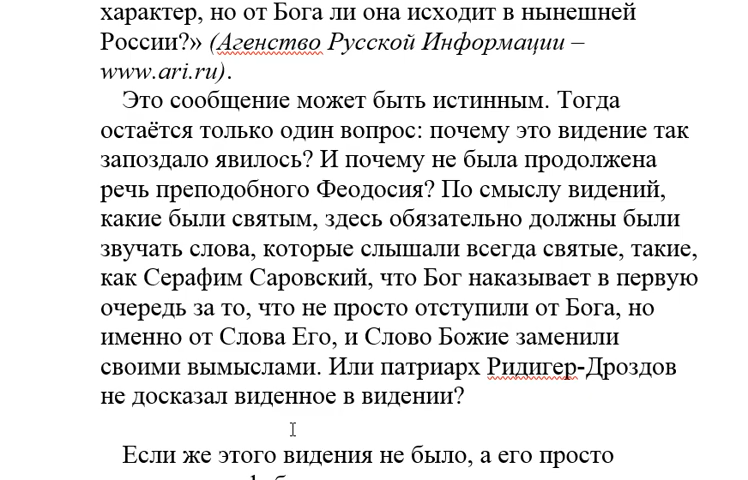 характер, но от Бога ли она исходит в нынешней
России?» (Агенство Русской Информации –
www.ari.ru).
Это сообщение может быть истинным. Тогда
остаётся только один вопрос: почему это видение так
запоздало явилось? И почему не была продолжена
речь преподобного Феодосия? По смыслу видений,
какие были святым, здесь обязательно должны были
звучать слова, которые слышали всегда святые, такие,
как Серафим Саровский, что Бог наказывает в первую
очередь за то, что не просто отступили от Бога, но
именно от Слова Его, и Слово Божие заменили
своими вымыслами. Или патриарх Ридигер-Дроздов
не досказал виденное в видении?
Если же этого видения не было, а его просто